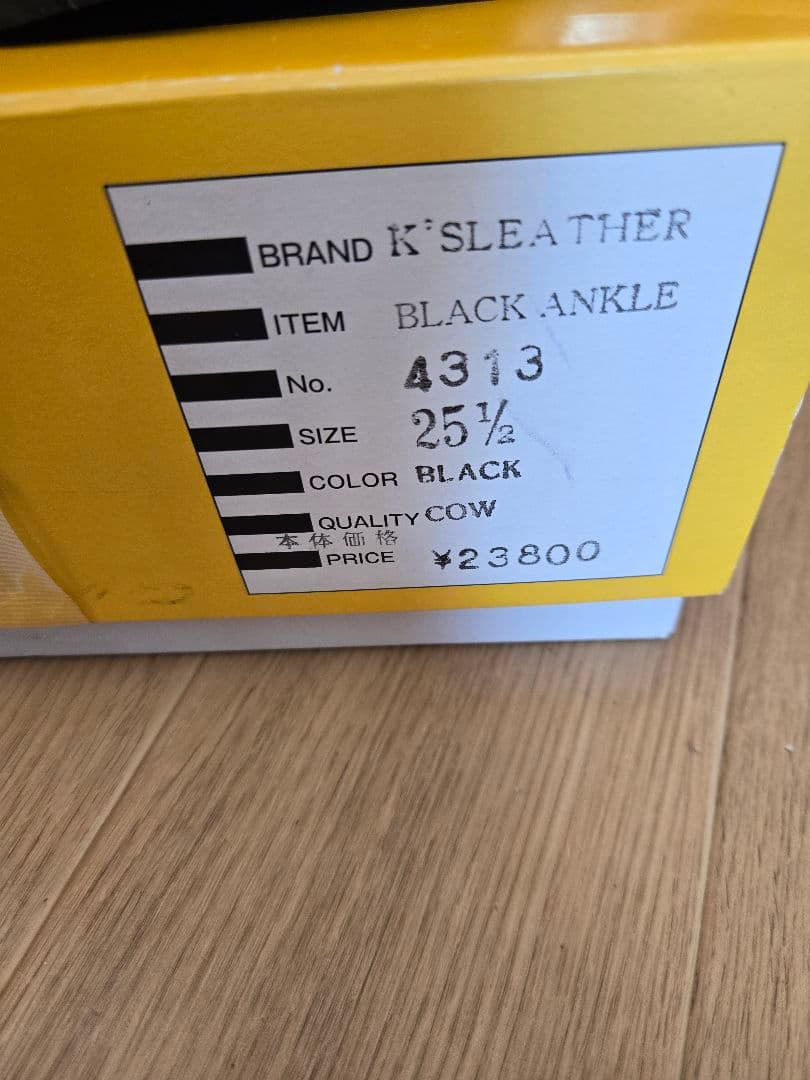 BRAND K'SLEATHER
ITEM BLACK ANKLE
No. 4313
SIZE 25½
COLOR BLACK
QUALITY COW
本体価格
PRICE ¥23800